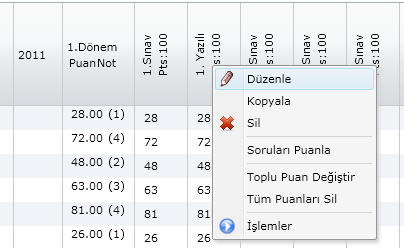 2011
1.Dönem
PuanNot
1.Sınav
Pts:100
1. Yazılı
Pts:100
Sınav
:100
Sınav
:100
Sınav
:100
28.00 (1)
28
28
72.00 (4)
72
72
48.00 (2)
48
48
63.00 (3)
63
63
81.00 (4)
81
81
26.00 (1)
26
26
Düzenle
Kopyala
Sil
Soruları Puanla
Toplu Puan Değiştir
Tüm Puanları Sil
İşlemler